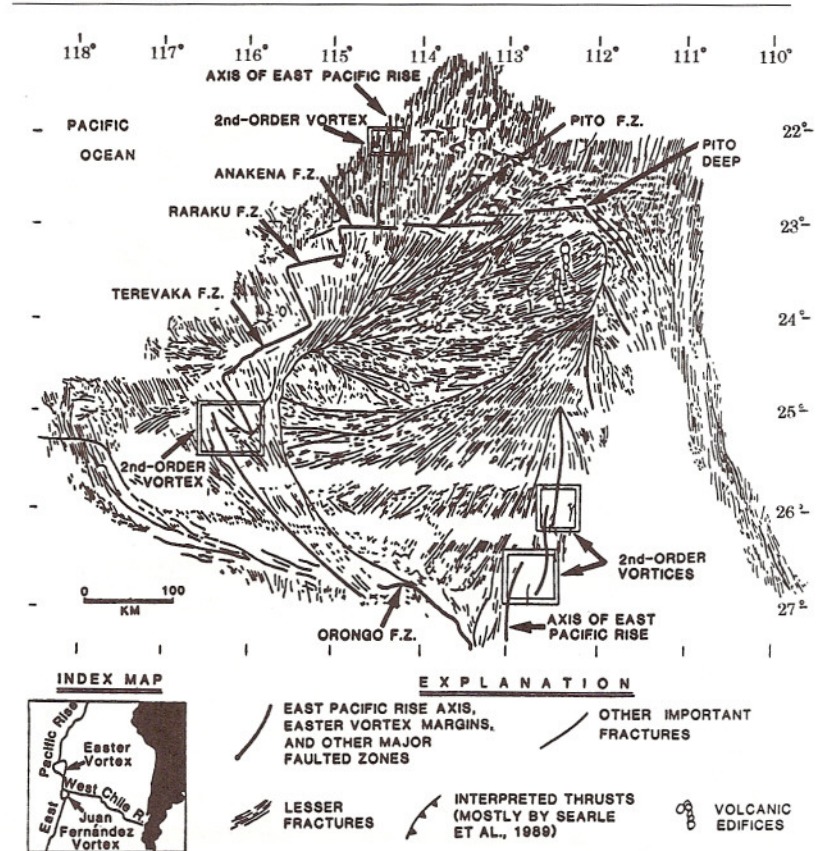 118° 117° 116° 115° 114° 113° 112° 111° 110°
AXIS OF EAST PACIFIC RISE
2nd-ORDER VORTEX
PITO F.Z.
PACIFIC
OCEAN
22°
PITO
DEEP
ANAKENA F.Z.
RARAKU F.Z.
23°
TEREVAKA F.Z.
24°
25°
2nd-ORDER
VORTEX
26°
2nd-ORDER
VORTICES
0 100
KM
27°
ORONGO F.Z.
AXIS OF EAST
PACIFIC RISE
INDEX MAP
Pacific Rise
Easter
Vortex
West Chile R.
East
Juan
Fernández
Vortex
EXPLANATION
EAST PACIFIC RISE AXIS,
EASTER VORTEX MARGINS,
AND OTHER MAJOR
FAULTED ZONES
OTHER IMPORTANT
FRACTURES
LESSER
FRACTURES
INTERPRETED THRUSTS
(MOSTLY BY SEARLE
ET AL., 1989)
VOLCANIC
EDIFICES